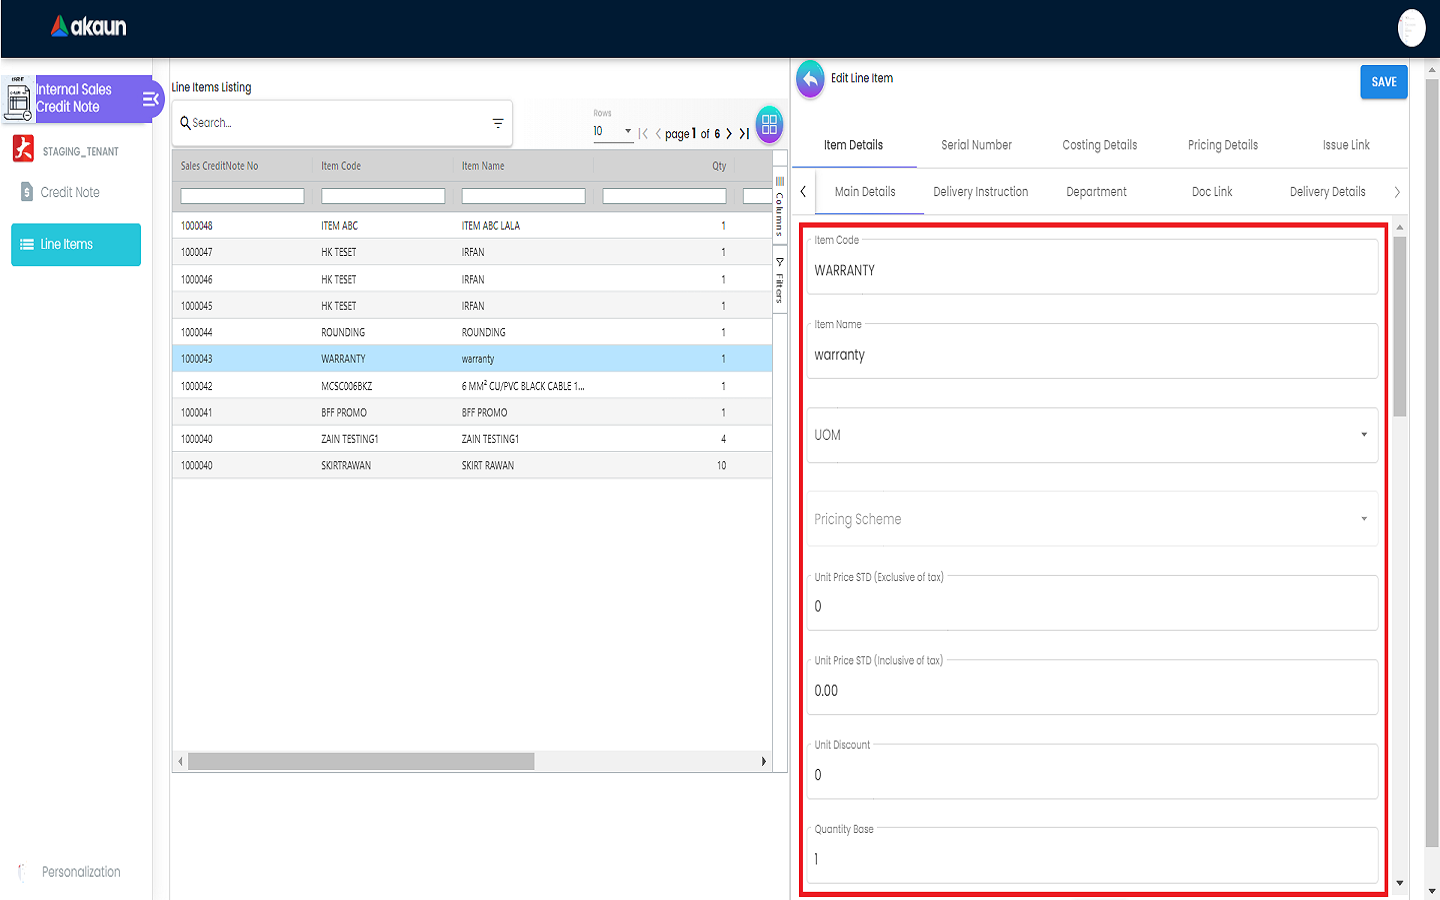 akaun
Internal Sales
Credit Note
STAGING_TENANT
Credit Note
Line Items
Personalization
Line Items Listing
Search...
Rows
10
page 1 of 6
Sales CreditNote No Item Code Item Name Qty
1000048 ITEM ABC ITEM ABC LALA 1
1000047 HK TESET IRFAN 1
1000046 HK TESET IRFAN 1
1000045 HK TESET IRFAN 1
1000044 ROUNDING ROUNDING 1
1000043 WARRANTY warranty 1
1000042 MCSC006BKZ 6 MM² CU/PVC BLACK CABLE 1... 1
1000041 BFF PROMO BFF PROMO 1
1000040 ZAIN TESTING1 ZAIN TESTING1 4
1000040 SKIRTRAWAN SKIRT RAWAN 10
Columns
Filters
Edit Line Item
SAVE
Item Details Serial Number Costing Details Pricing Details Issue Link
Main Details Delivery Instruction Department Doc Link Delivery Details
Item Code
WARRANTY
Item Name
warranty
UOM
Pricing Scheme
Unit Price STD (Exclusive of tax)
0
Unit Price STD (Inclusive of tax)
0.00
Unit Discount
0
Quantity Base
1